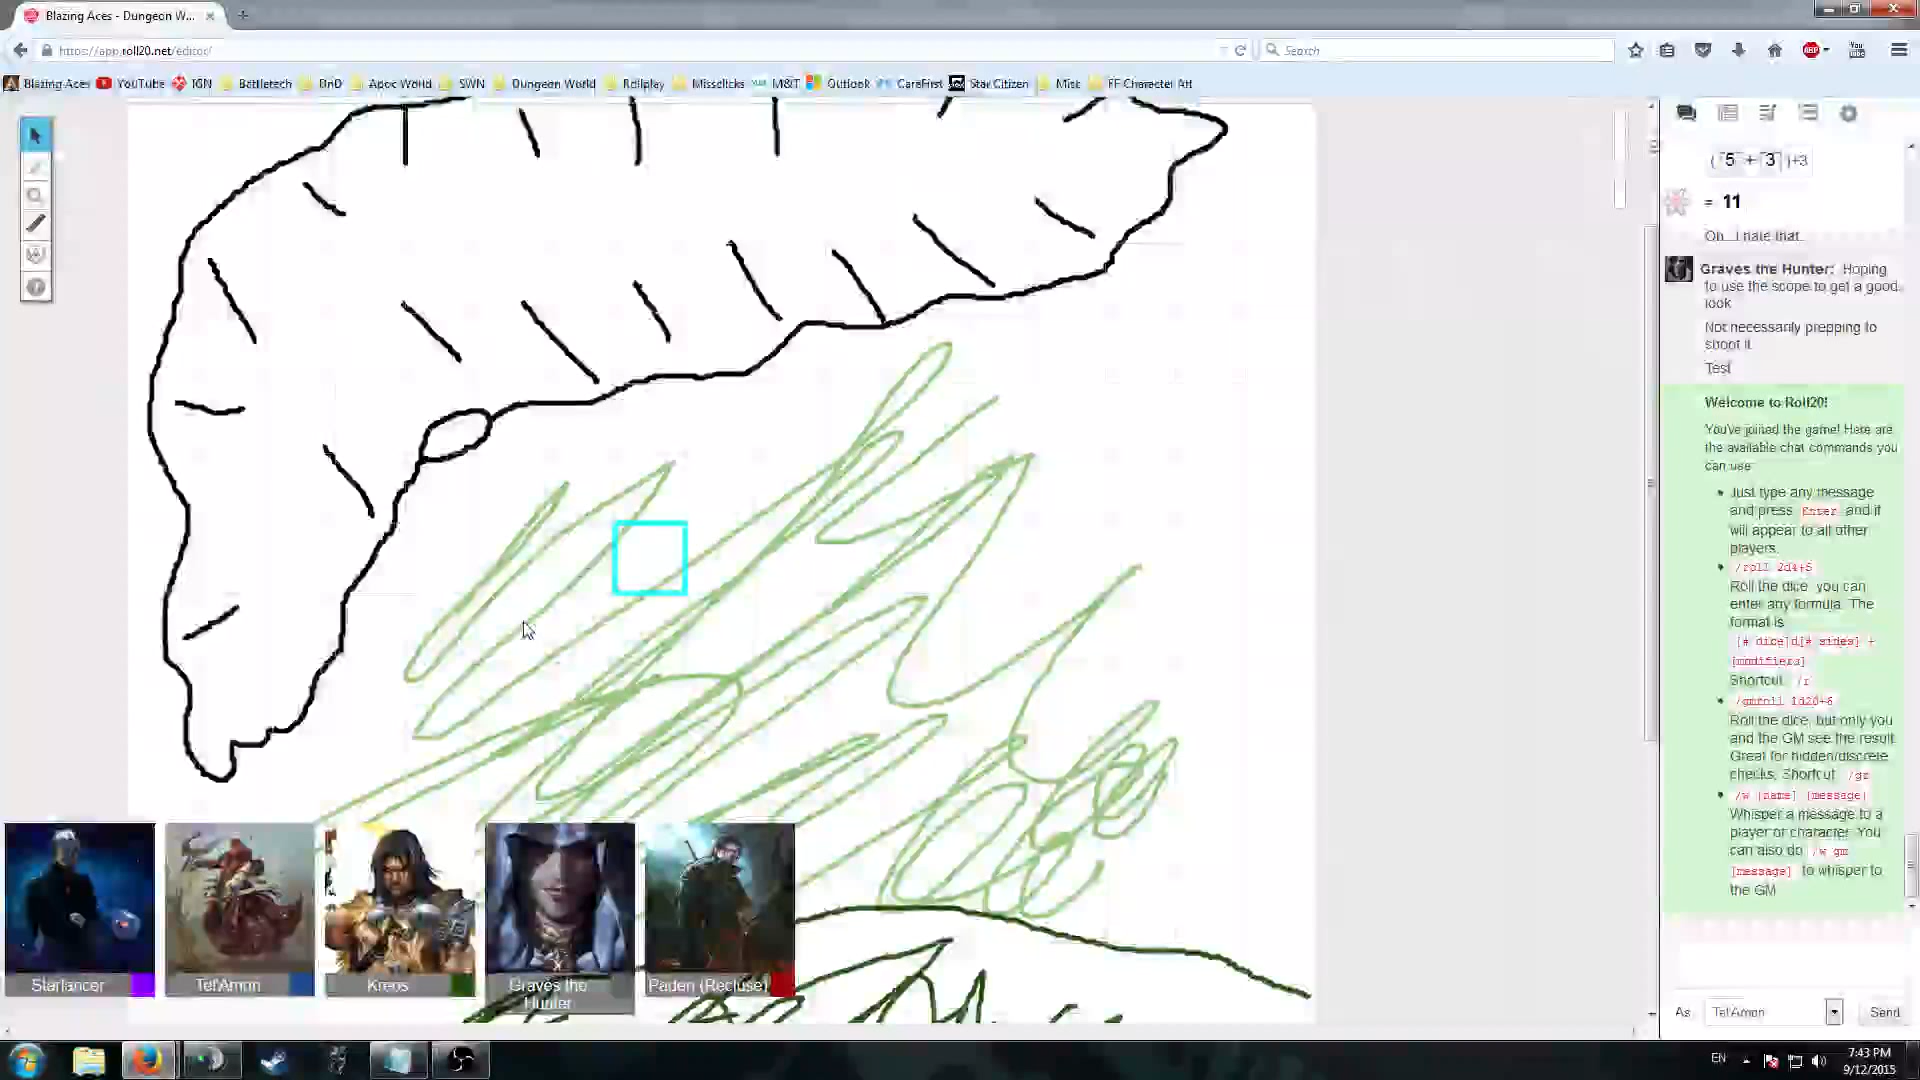 Blazing Aces - Dungeon W...
https://app.roll20.net/editor/
Search
Blazing Aces YouTube IGN Battletech DnD Apoc World SWN Dungeon World Rollplay Missclicks M&T Outlook CareFirst Star Citizen Misc FF Character Art
( 5 + 3 )+3
= 11
Oh...I hate that.
Graves the Hunter: Hoping
to use the scope to get a good
look
Not necessarily prepping to
shoot it
Test
Welcome to Roll20!
You've joined the game! Here are
the available chat commands you
can use:
Just type any message
and press Enter and it
will appear to all other
players.
/roll 2d4+5
Roll the dice, you can
enter any formula. The
format is
[# dice]d[# sides] +
[modifiers]
Shortcut: /r
/gmroll 1d20+6
Roll the dice, but only you
and the GM see the result.
Great for hidden/discrete
checks. Shortcut: /gr
/w [name] [message]
Whisper a message to a
player or character. You
can also do /w gm
[message] to whisper to
the GM
Starlancer
Tel'Amon
Kreos
Graves the
Hunter
Paden (Recluse)
As Tel'Amon Send
EN
7:43 PM
9/12/2015